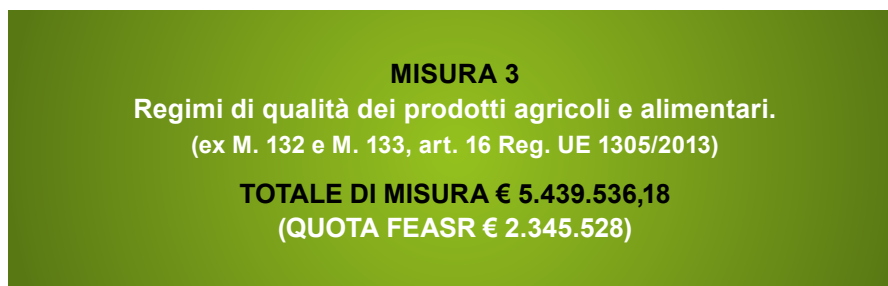 MISURA 3
Regimi di qualità dei prodotti agricoli e alimentari.
(ex M. 132 e M. 133, art. 16 Reg. UE 1305/2013)
TOTALE DI MISURA € 5.439.536,18
(QUOTA FEASR € 2.345.528)